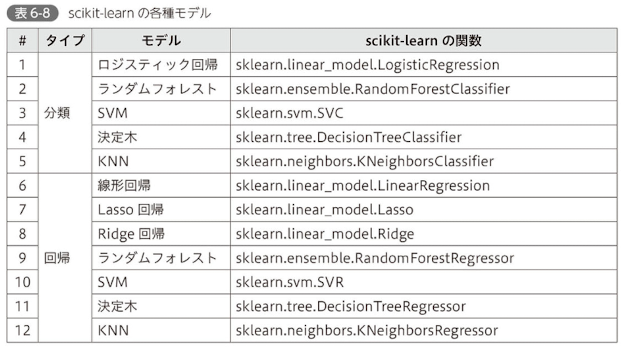 表 6-8 scikit-learn の各種モデル
# タイプ モデル scikit-learn の関数
1 ロジスティック回帰 sklearn.linear_model.LogisticRegression
2 ランダムフォレスト sklearn.ensemble.RandomForestClassifier
3 分類 SVM sklearn.svm.SVC
4 決定木 sklearn.tree.DecisionTreeClassifier
5 KNN sklearn.neighbors.KNeighborsClassifier
6 線形回帰 sklearn.linear_model.LinearRegression
7 Lasso 回帰 sklearn.linear_model.Lasso
8 Ridge 回帰 sklearn.linear_model.Ridge
9 回帰 ランダムフォレスト sklearn.ensemble.RandomForestRegressor
10 SVM sklearn.svm.SVR
11 決定木 sklearn.tree.DecisionTreeRegressor
12 KNN sklearn.neighbors.KNeighborsRegressor